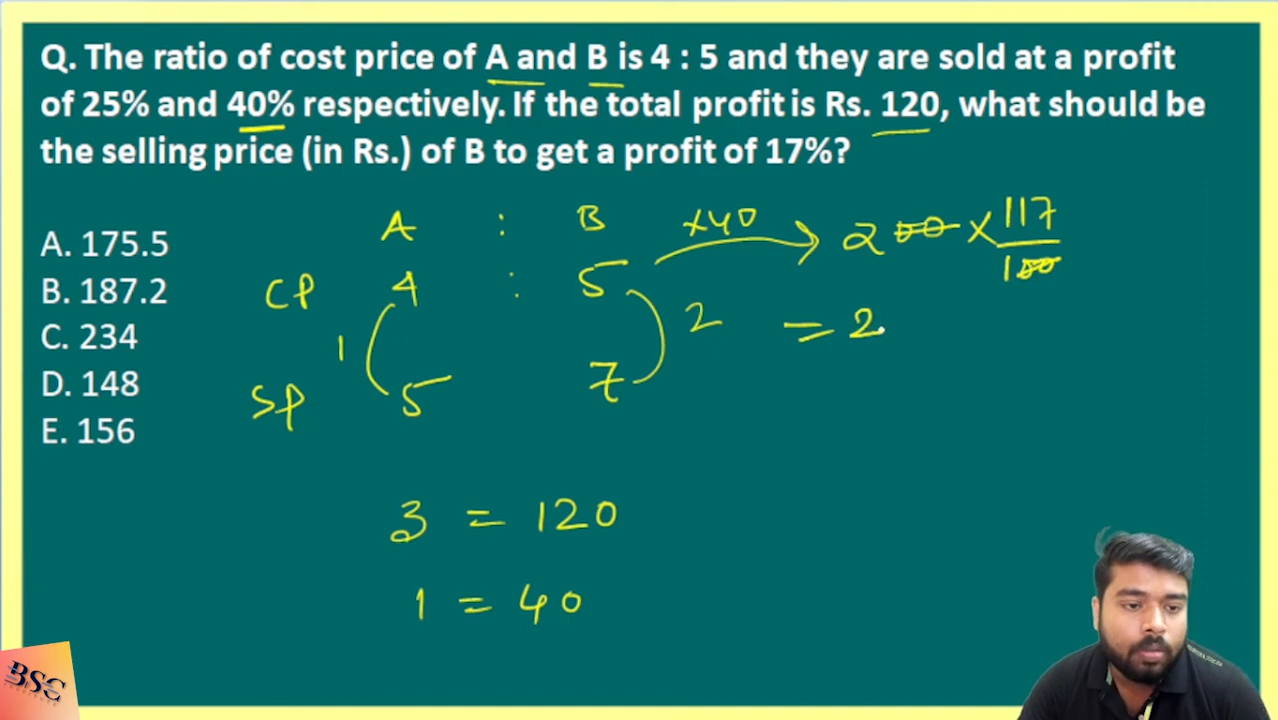 Q. The ratio of cost price of A and B is 4 : 5 and they are sold at a profit
of 25% and 40% respectively. If the total profit is Rs. 120, what should be
the selling price (in Rs.) of B to get a profit of 17%?
A. 175.5
B. 187.2
C. 234
D. 148
E. 156
A : B ×40 200 × 117/100
CP 4 : 5
1 2 = 2
SP 5 7
3 = 120
1 = 40
BSC